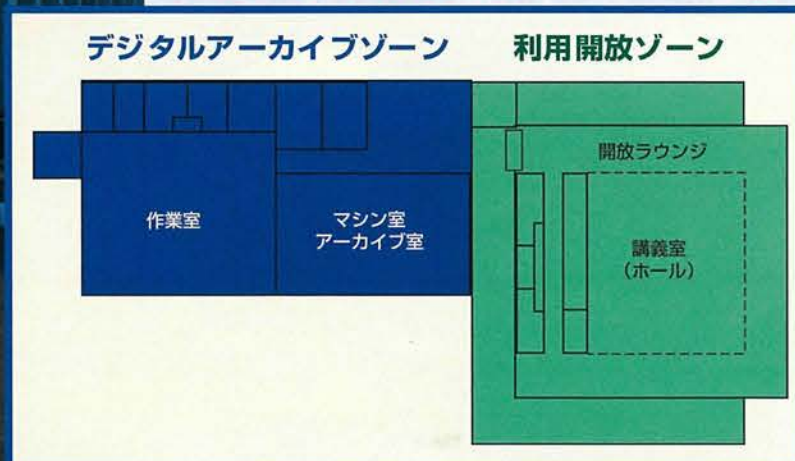 デジタルアーカイブゾーン
利用開放ゾーン
開放ラウンジ
作業室
マシン室
アーカイブ室
講義室
(ホール)